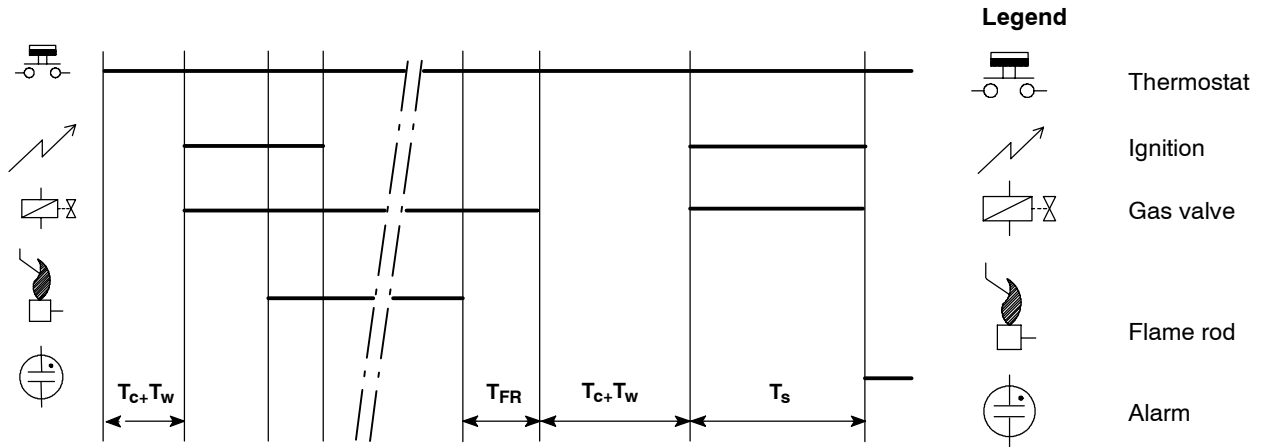 Legend
Thermostat
Ignition
Gas valve
Flame rod
Alarm
Tc+Tw
TFR
Tc+Tw
Ts